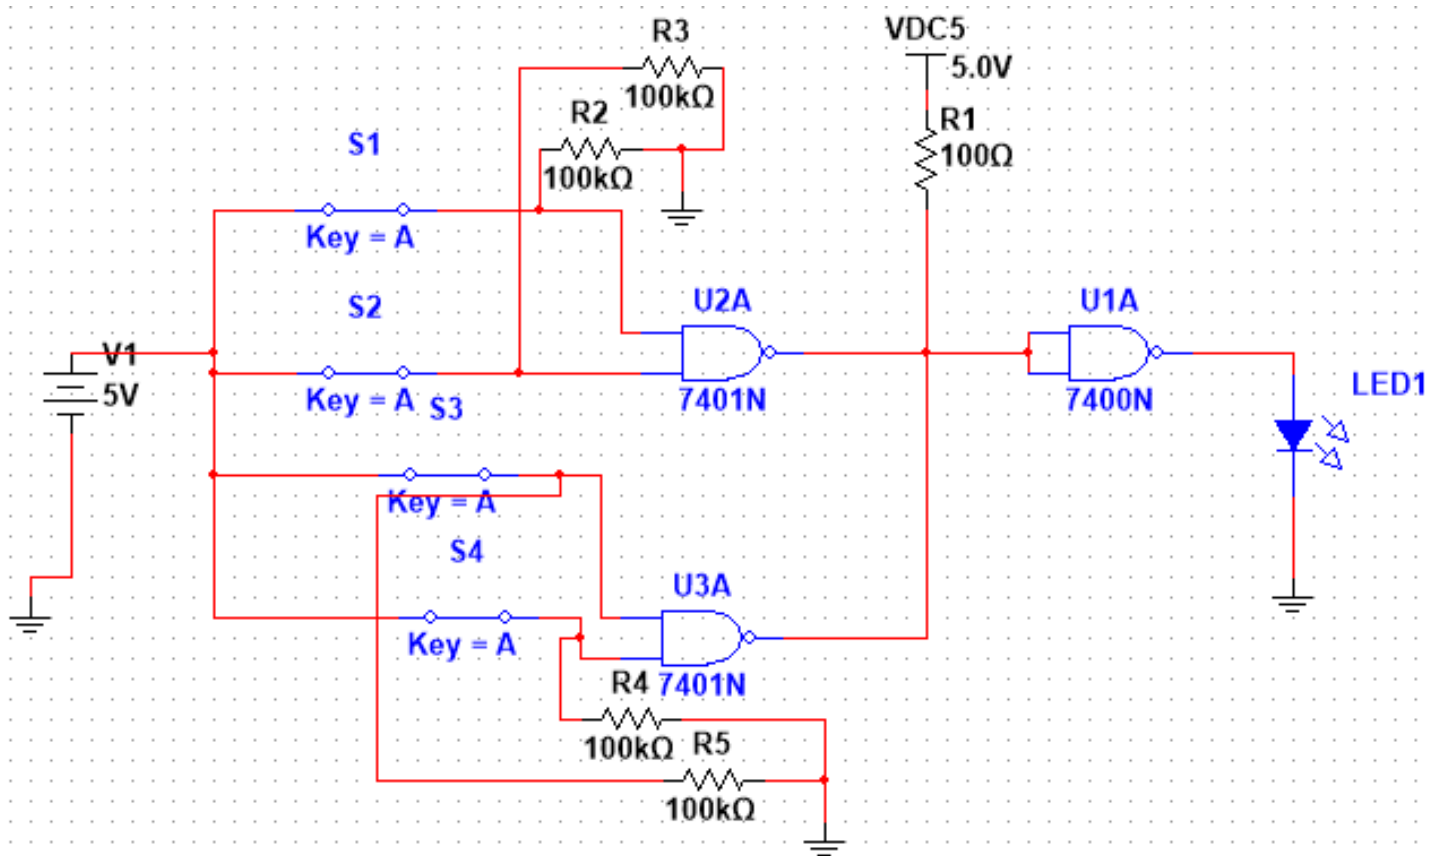 R3
100kΩ
R2
100kΩ
VDC5
5.0V
R1
100Ω
S1
Key = A
S2
Key = A
S3
V1
5V
U2A
7401N
U1A
7400N
LED1
Key = A
S4
Key = A
U3A
7401N
R4
100kΩ
R5
100kΩ